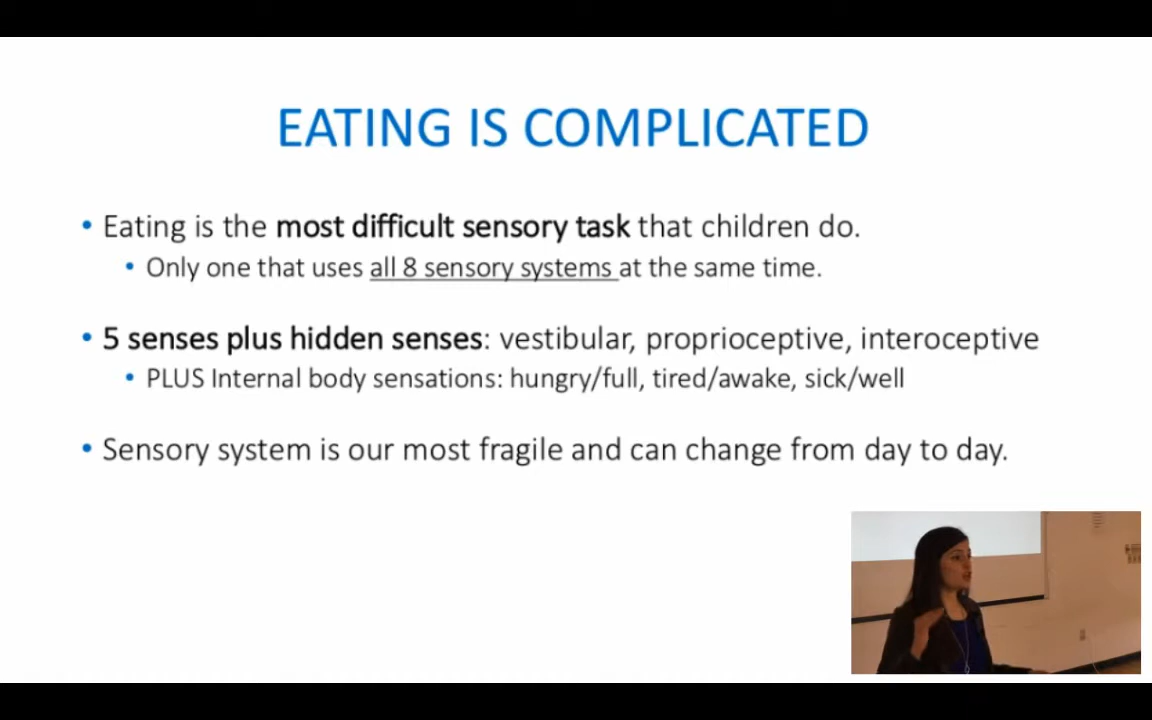 EATING IS COMPLICATED
• Eating is the most difficult sensory task that children do.
• Only one that uses all 8 sensory systems at the same time.
• 5 senses plus hidden senses: vestibular, proprioceptive, interoceptive
• PLUS Internal body sensations: hungry/full, tired/awake, sick/well
• Sensory system is our most fragile and can change from day to day.